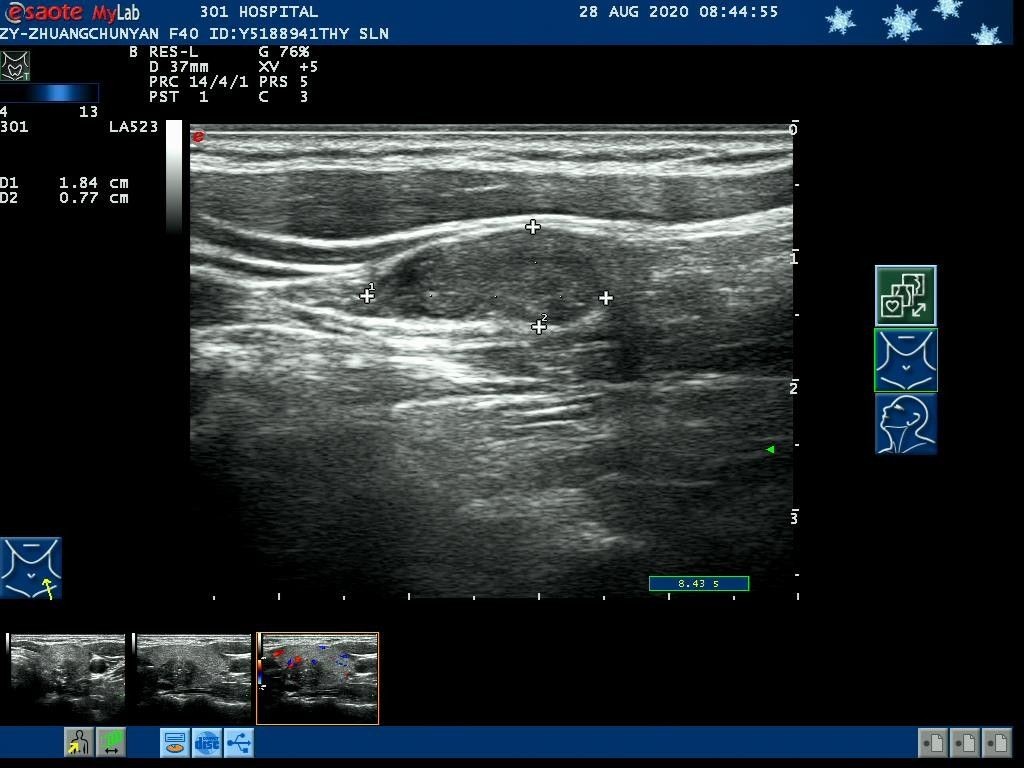 esaote MyLab 301 HOSPITAL 28 AUG 2020 08:44:55
ZY-ZHUANGCHUNYAN F40 ID:Y5188941THY SLN
B RES-L G 76%
D 37mm XV +5
PRC 14/4/1 PRS 5
PST 1 C 3
T
4 13
301 LA523
e
0
D1 1.84 cm
D2 0.77 cm
1
1
2
2
3
8.43 s
disc